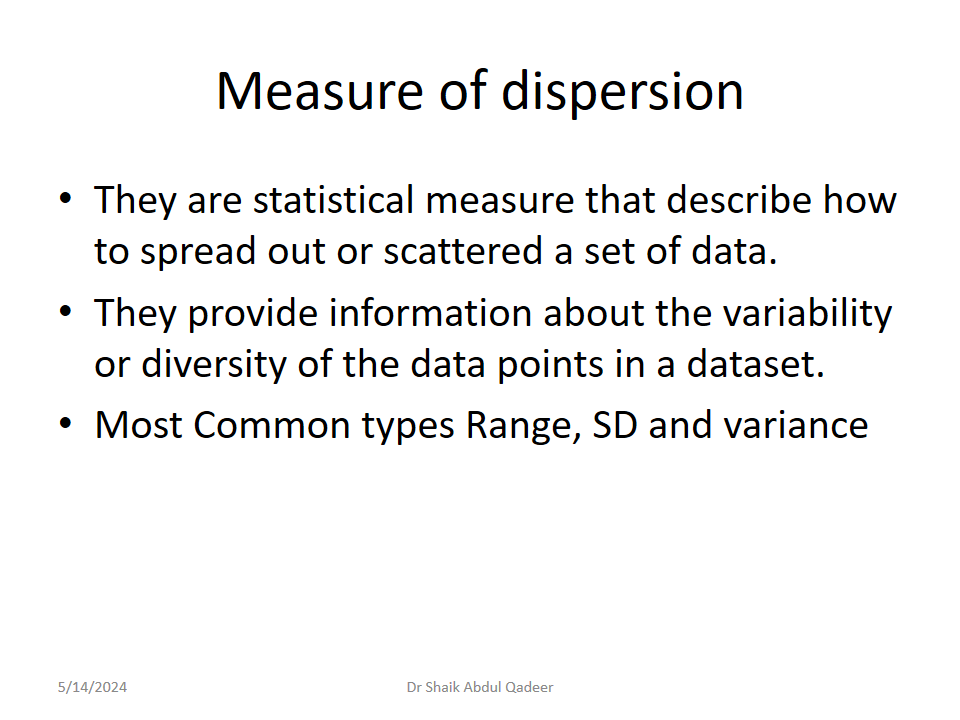 Measure of dispersion
• They are statistical measure that describe how
to spread out or scattered a set of data.
• They provide information about the variability
or diversity of the data points in a dataset.
• Most Common types Range, SD and variance
5/14/2024
Dr Shaik Abdul Qadeer